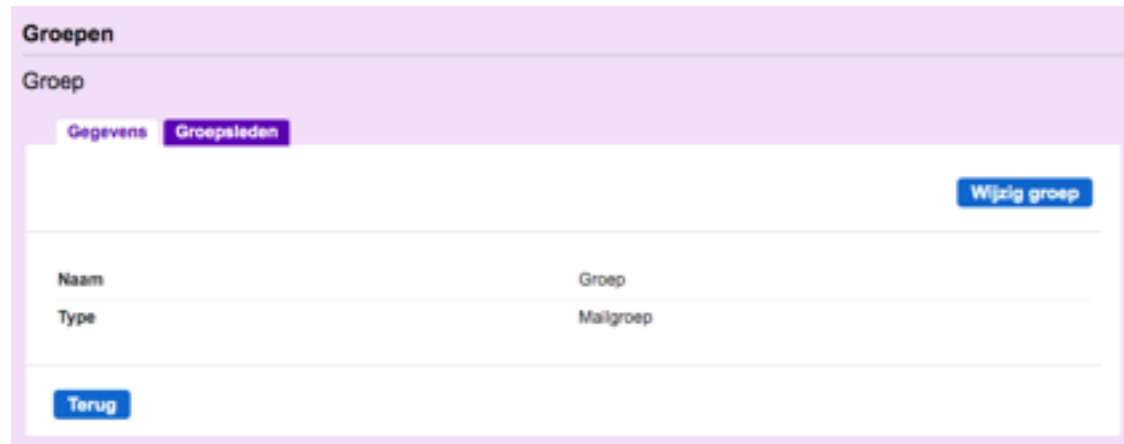 Groepen
Groep
Gegevens Groepsleden
Wijzig groep
Naam Groep
Type Mailgroep
Terug